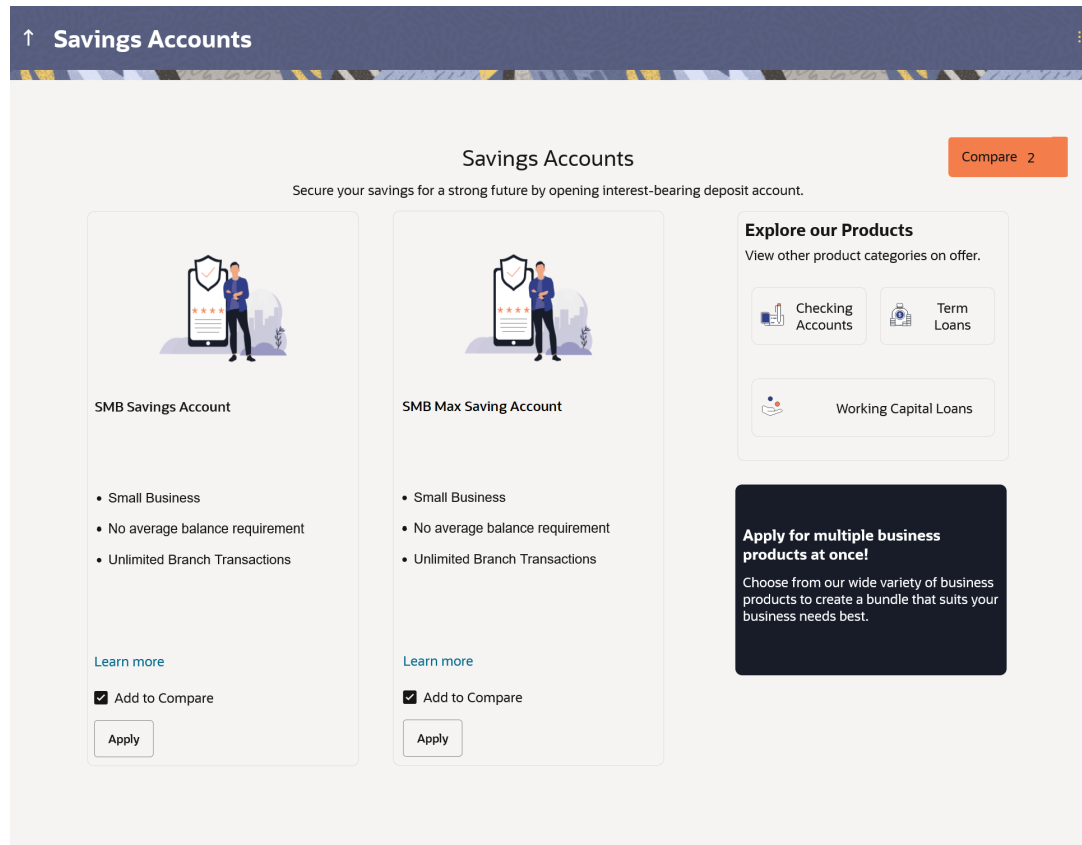 ↑ Savings Accounts
Savings Accounts
Compare 2
Secure your savings for a strong future by opening interest-bearing deposit account.
SMB Savings Account
• Small Business
• No average balance requirement
• Unlimited Branch Transactions
Learn more
Add to Compare
Apply
SMB Max Saving Account
• Small Business
• No average balance requirement
• Unlimited Branch Transactions
Learn more
Add to Compare
Apply
Explore our Products
View other product categories on offer.
Checking
Accounts
Term
Loans
Working Capital Loans
Apply for multiple business
products at once!
Choose from our wide variety of business
products to create a bundle that suits your
business needs best.